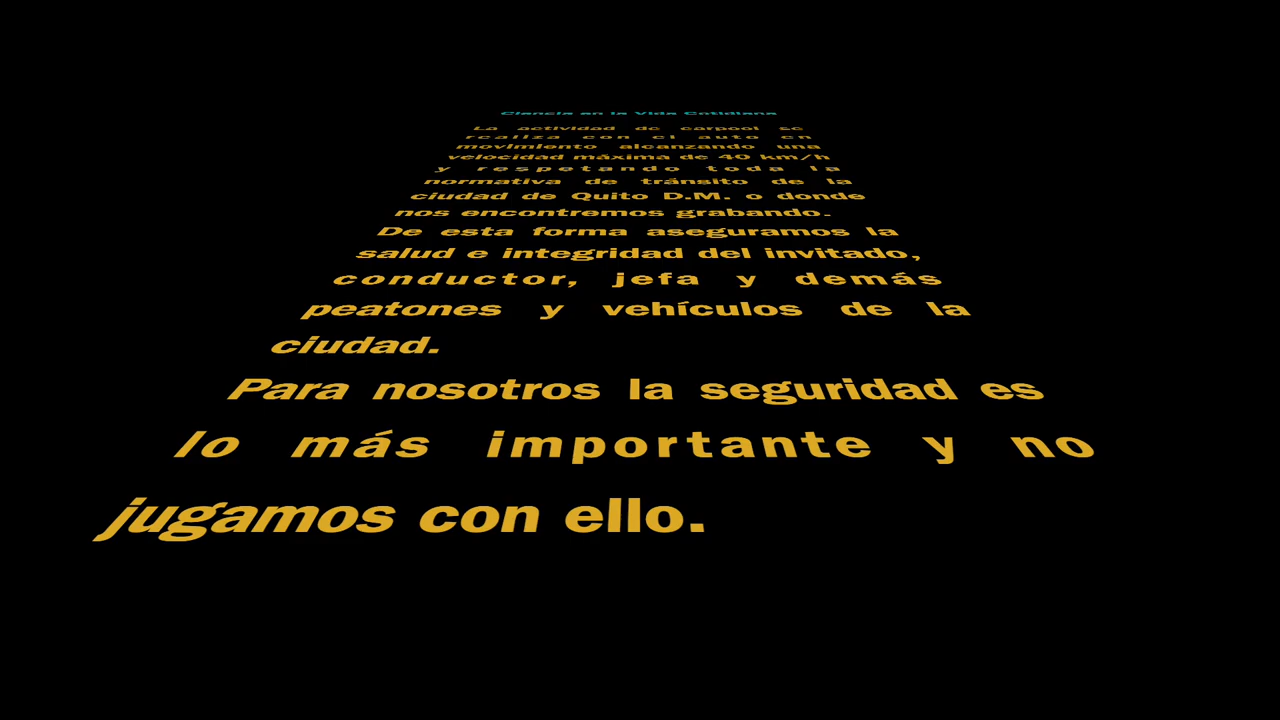 Ciencia en la Vida Cotidiana
La actividad de carpool se
realiza con el auto en
movimiento alcanzando una
velocidad máxima de 40 km/h
y respetando toda la
normativa de tránsito de la
ciudad de Quito D.M. o donde
nos encontremos grabando.
De esta forma aseguramos la
salud e integridad del invitado,
conductor, jefa y demás
peatones y vehículos de la
ciudad.
Para nosotros la seguridad es
lo más importante y no
jugamos con ello.